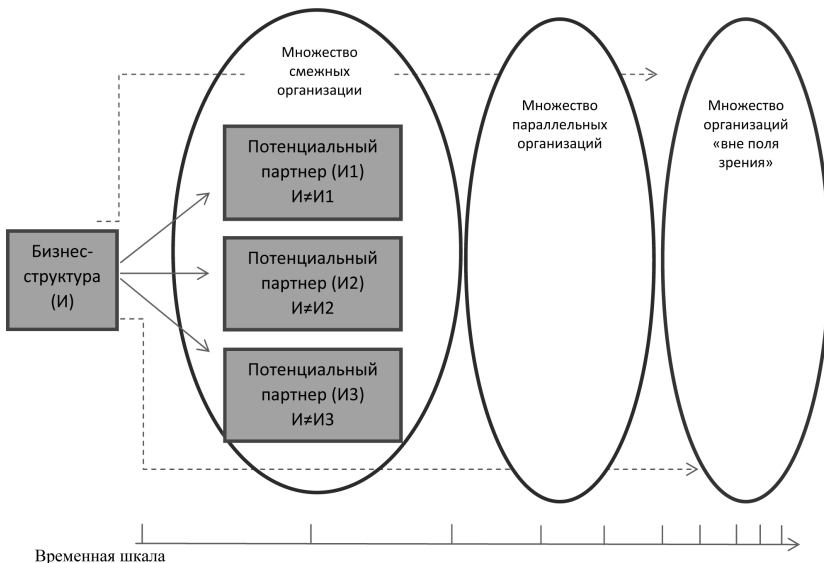 Множество
смежных
организации
Множество
параллельных
организаций
Множество
организаций
«вне поля
зрения»
Бизнес-
структура
(И)
Потенциальный
партнер (И1)
И≠И1
Потенциальный
партнер (И2)
И≠И2
Потенциальный
партнер (И3)
И≠И3
Временная шкала